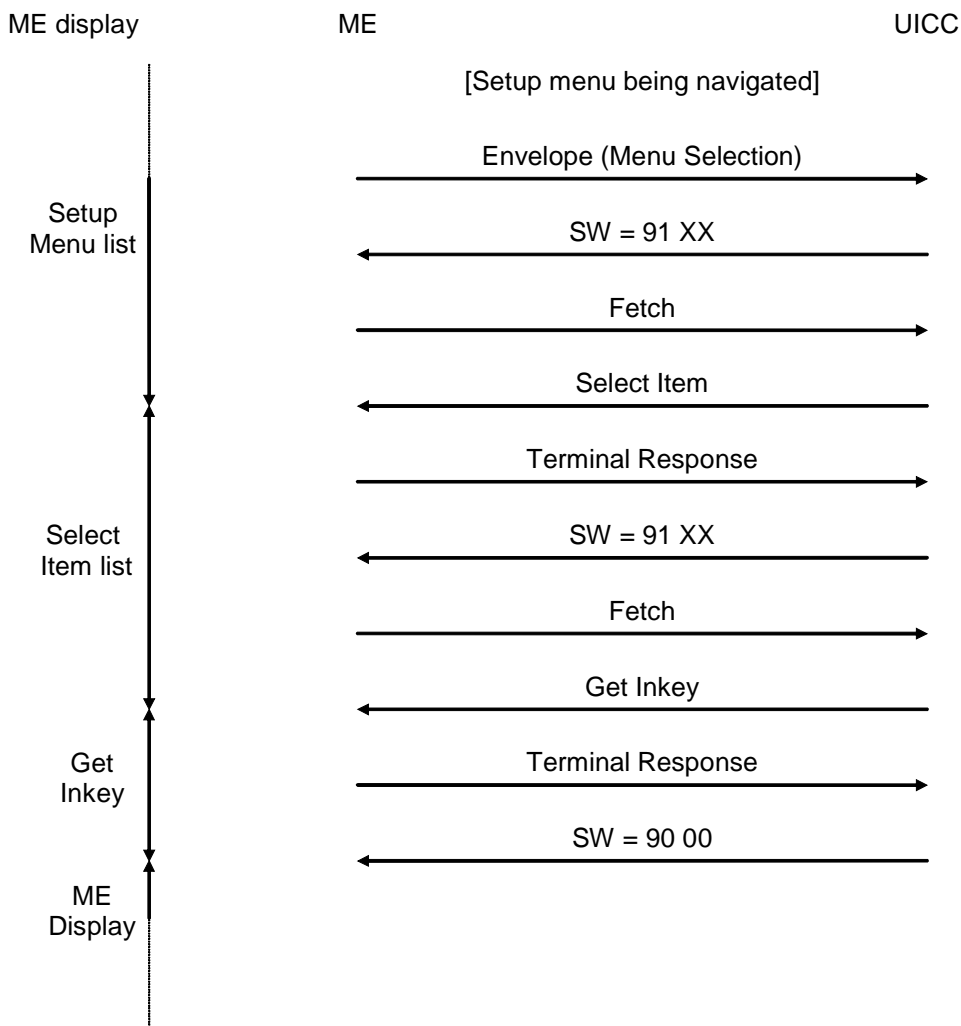 ME display
ME
UICC
[Setup menu being navigated]
Envelope (Menu Selection)
Setup
Menu list
SW = 91 XX
Fetch
Select Item
Terminal Response
Select
Item list
SW = 91 XX
Fetch
Get Inkey
Get
Inkey
Terminal Response
SW = 90 00
ME
Display